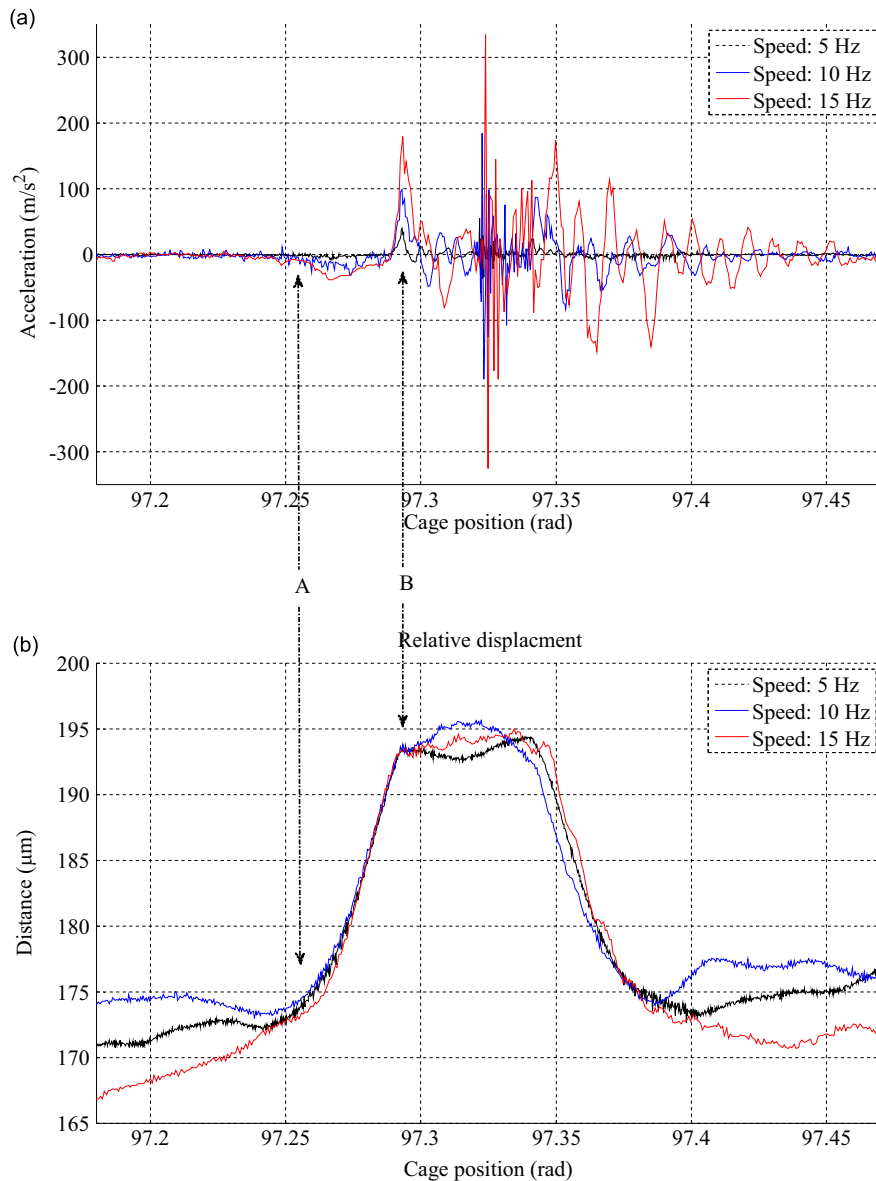 (a)
Speed: 5 Hz
Speed: 10 Hz
Speed: 15 Hz
300
200
100
0
-100
-200
-300
Acceleration (m/s²)
97.2 97.25 97.3 97.35 97.4 97.45
Cage position (rad)
A B
(b)
Relative displacment
Speed: 5 Hz
Speed: 10 Hz
Speed: 15 Hz
200
195
190
185
180
175
170
165
Distance (μm)
97.2 97.25 97.3 97.35 97.4 97.45
Cage position (rad)